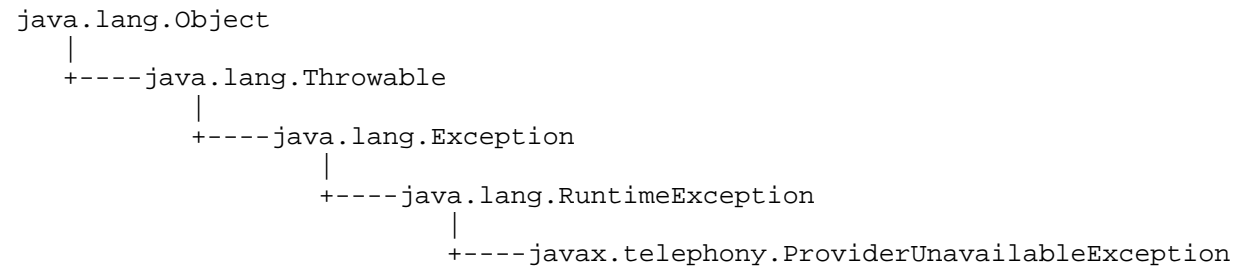 java.lang.Object
   |
   +----java.lang.Throwable
           |
           +----java.lang.Exception
                   |
                   +----java.lang.RuntimeException
                           |
                           +----javax.telephony.ProviderUnavailableException